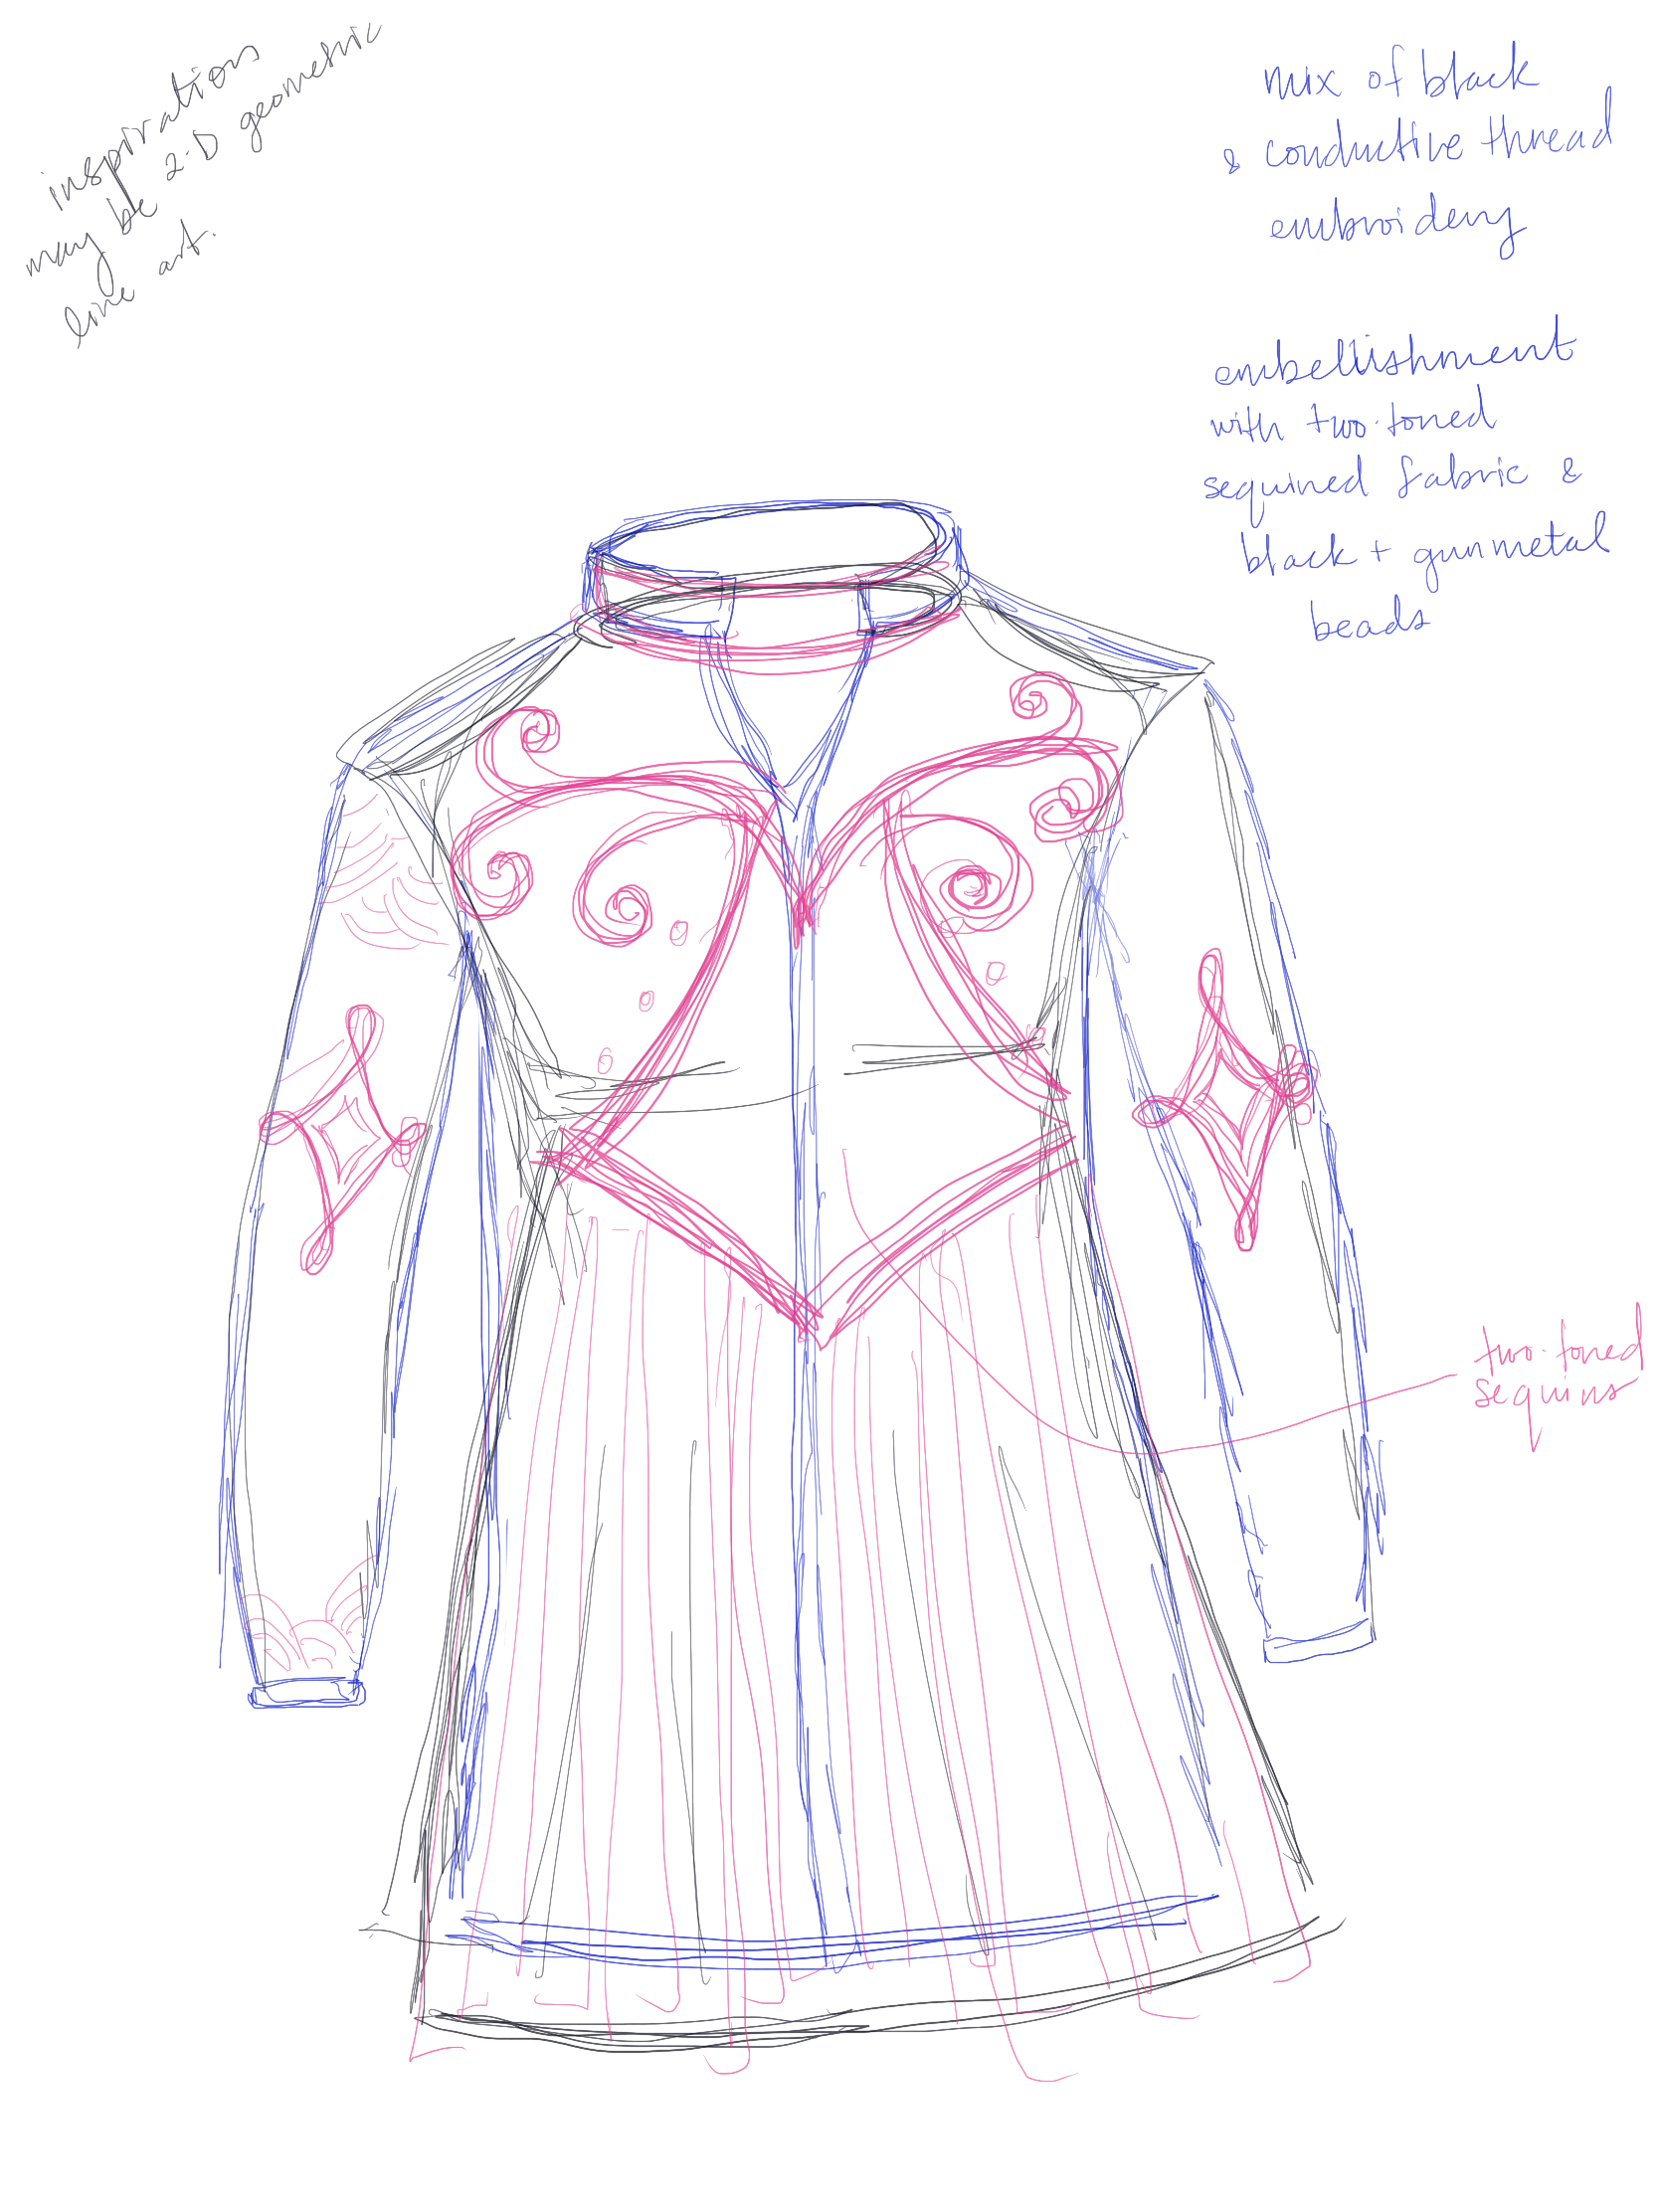 inspirations
may be 2-D geometric
line art.
mix of black
& conductive thread
embroidery
embellishment
with two-toned
sequined fabric &
black + gunmetal
beads
two-toned
sequins